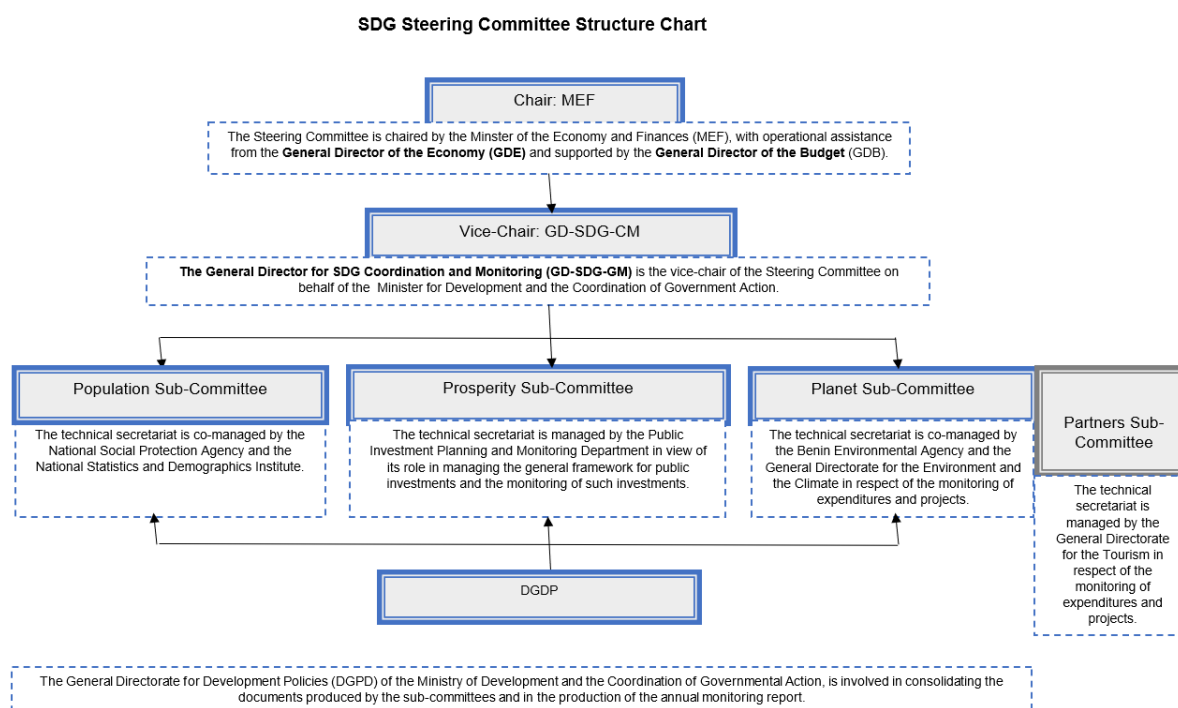 SDG Steering Committee Structure Chart
Chair: MEF
The Steering Committee is chaired by the Minster of the Economy and Finances (MEF), with operational assistance
from the General Director of the Economy (GDE) and supported by the General Director of the Budget (GDB).
Vice-Chair: GD-SDG-CM
The General Director for SDG Coordination and Monitoring (GD-SDG-GM) is the vice-chair of the Steering Committee on
behalf of the Minister for Development and the Coordination of Government Action.
Population Sub-Committee
The technical secretariat is co-managed by the
National Social Protection Agency and the
National Statistics and Demographics Institute.
Prosperity Sub-Committee
The technical secretariat is managed by the Public
Investment Planning and Monitoring Department in view of
its role in managing the general framework for public
investments and the monitoring of such investments.
Planet Sub-Committee
The technical secretariat is co-managed by
the Benin Environmental Agency and the
General Directorate for the Environment and
the Climate in respect of the monitoring of
expenditures and projects.
Partners Sub-
Committee
The technical
secretariat is
managed by the
General Directorate
for the Tourism in
respect of the
monitoring of
expenditures and
projects.
DGDP
The General Directorate for Development Policies (DGPD) of the Ministry of Development and the Coordination of Governmental Action, is involved in consolidating the
documents produced by the sub-committees and in the production of the annual monitoring report.